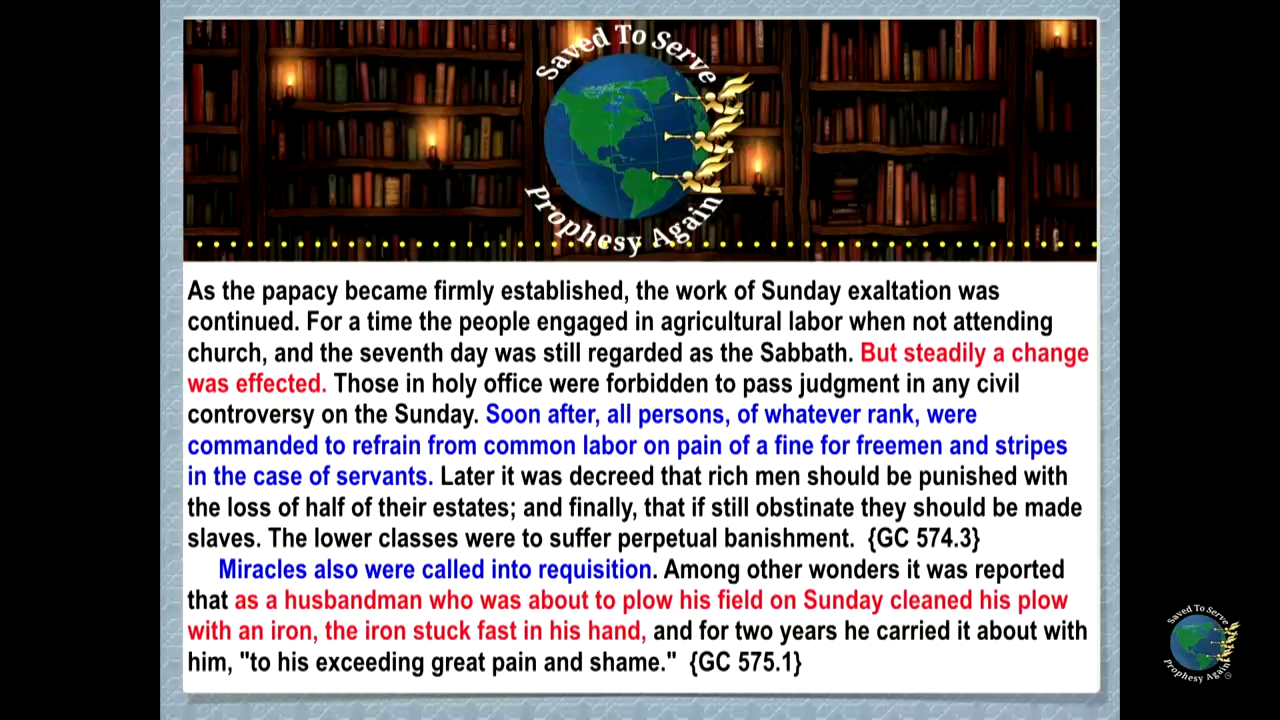 Saved To Serve
Prophesy Again
As the papacy became firmly established, the work of Sunday exaltation was
continued. For a time the people engaged in agricultural labor when not attending
church, and the seventh day was still regarded as the Sabbath. But steadily a change
was effected. Those in holy office were forbidden to pass judgment in any civil
controversy on the Sunday. Soon after, all persons, of whatever rank, were
commanded to refrain from common labor on pain of a fine for freemen and stripes
in the case of servants. Later it was decreed that rich men should be punished with
the loss of half of their estates; and finally, that if still obstinate they should be made
slaves. The lower classes were to suffer perpetual banishment.  {GC 574.3}
Miracles also were called into requisition. Among other wonders it was reported
that as a husbandman who was about to plow his field on Sunday cleaned his plow
with an iron, the iron stuck fast in his hand, and for two years he carried it about with
him, "to his exceeding great pain and shame."  {GC 575.1}
Saved To Serve
Prophesy Again